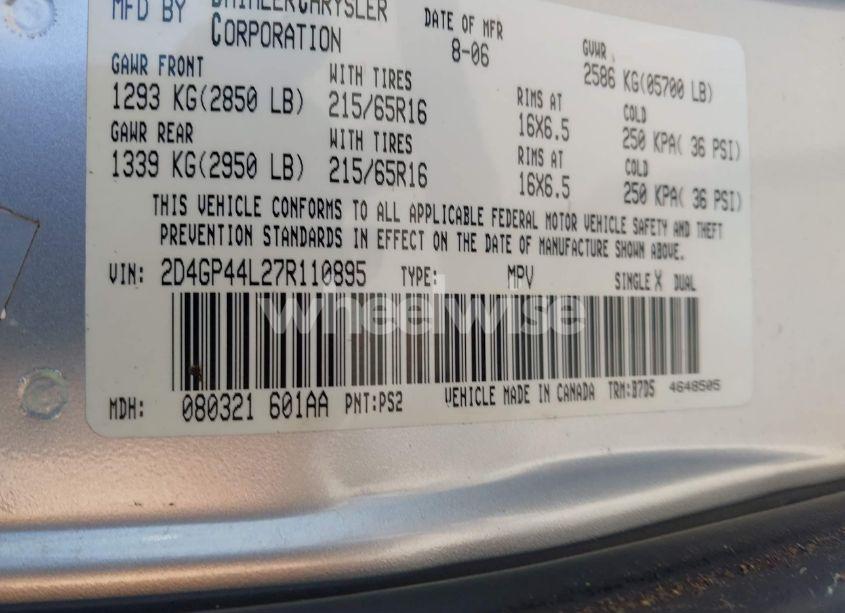 MFD BY DAIMLERCHRYSLER CORPORATION
DATE OF MFR 8-06
GVWR 2586 KG(05700 LB)
GAWR FRONT 1293 KG(2850 LB)
WITH TIRES 215/65R16
RIMS AT 16X6.5
COLD 250 KPA( 36 PSI)
GAWR REAR 1339 KG(2950 LB)
WITH TIRES 215/65R16
RIMS AT 16X6.5
COLD 250 KPA( 36 PSI)
THIS VEHICLE CONFORMS TO ALL APPLICABLE FEDERAL MOTOR VEHICLE SAFETY AND THEFT
PREVENTION STANDARDS IN EFFECT ON THE DATE OF MANUFACTURE SHOWN ABOVE.
VIN: 2D4GP44L27R110895 TYPE: MPV SINGLE X DUAL
wheelwise
MDH: 080321 601AA PNT:PS2 VEHICLE MADE IN CANADA TRM:B7D5 4648505